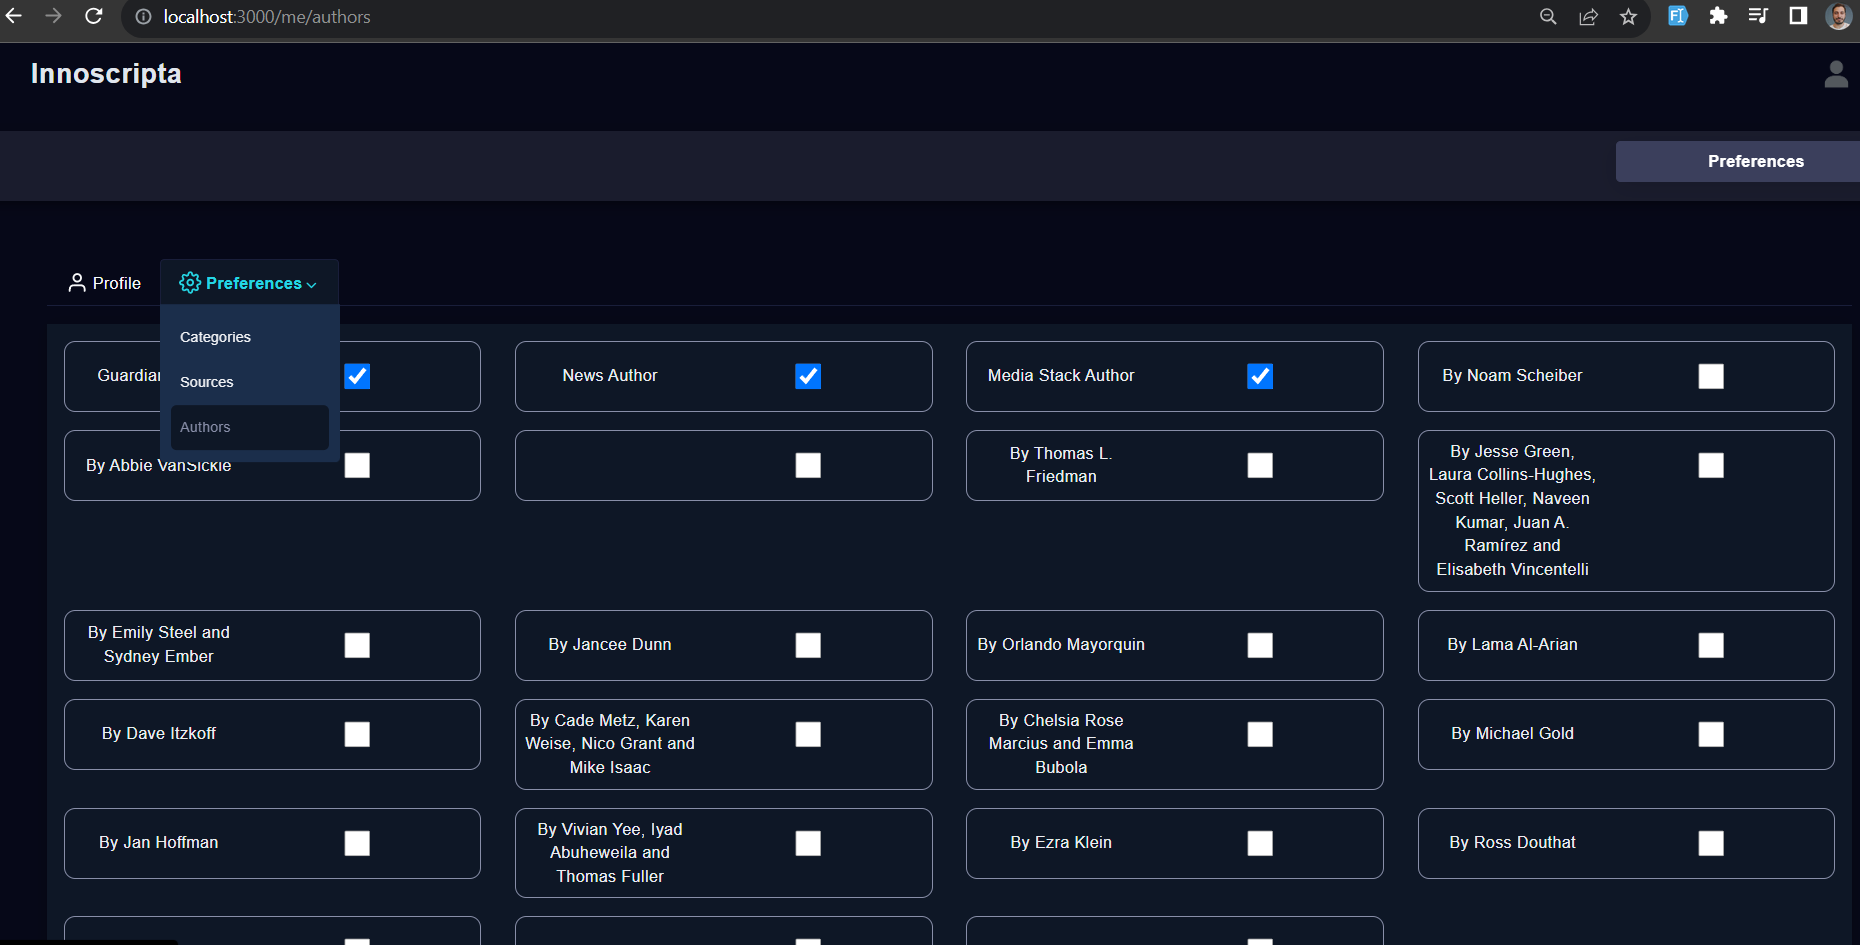 localhost:3000/me/authors
Innoscripta
Preferences
Profile
Preferences
Categories
Sources
Authors
News Author
Media Stack Author
By Noam Scheiber
By Abbie VanSickle
By Thomas L.
Friedman
By Jesse Green,
Laura Collins-Hughes,
Scott Heller, Naveen
Kumar, Juan A.
Ramírez and
Elisabeth Vincentelli
By Emily Steel and
Sydney Ember
By Jancee Dunn
By Orlando Mayorquin
By Lama Al-Arian
By Dave Itzkoff
By Cade Metz, Karen
Weise, Nico Grant and
Mike Isaac
By Chelsia Rose
Marcius and Emma
Bubola
By Michael Gold
By Jan Hoffman
By Vivian Yee, Iyad
Abuheweila and
Thomas Fuller
By Ezra Klein
By Ross Douthat